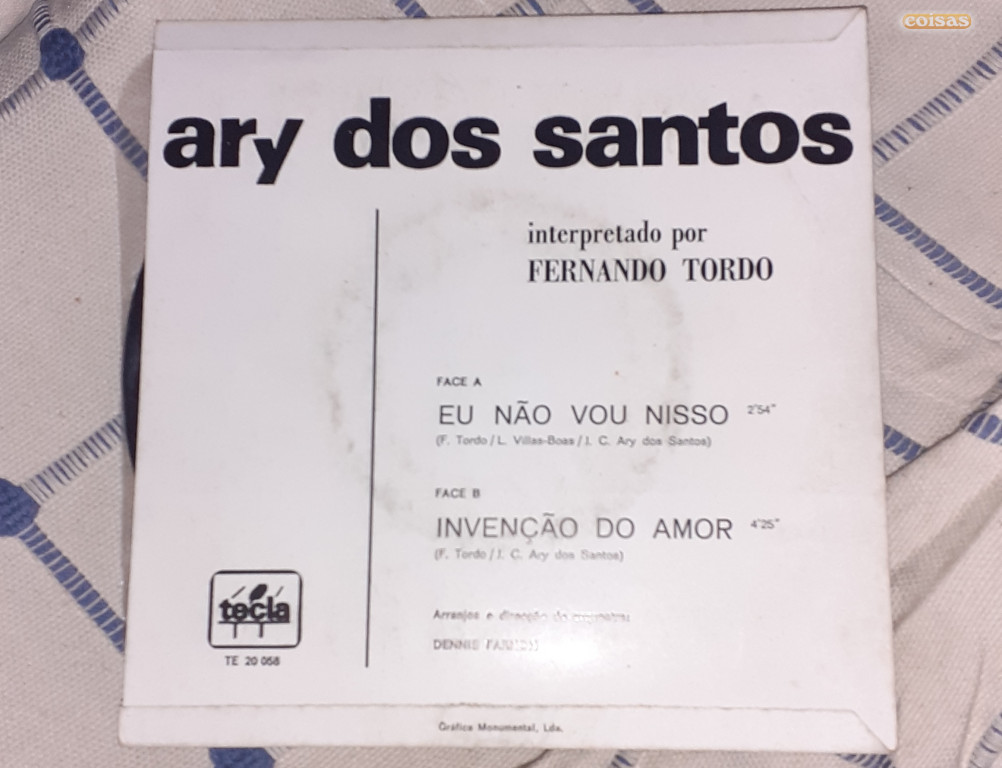 coisas
ary dos santos
interpretado por
FERNANDO TORDO
FACE A
EU NÃO VOU NISSO 2'54"
(F. Tordo / L. Villas-Boas / J. C. Ary dos Santos)
FACE B
INVENÇÃO DO AMOR 4'25"
(F. Tordo / J. C. Ary dos Santos)
Arranjos e direcção de
DENNIS
tecla
TE 20 058
Gráfica Monumental, Lda.